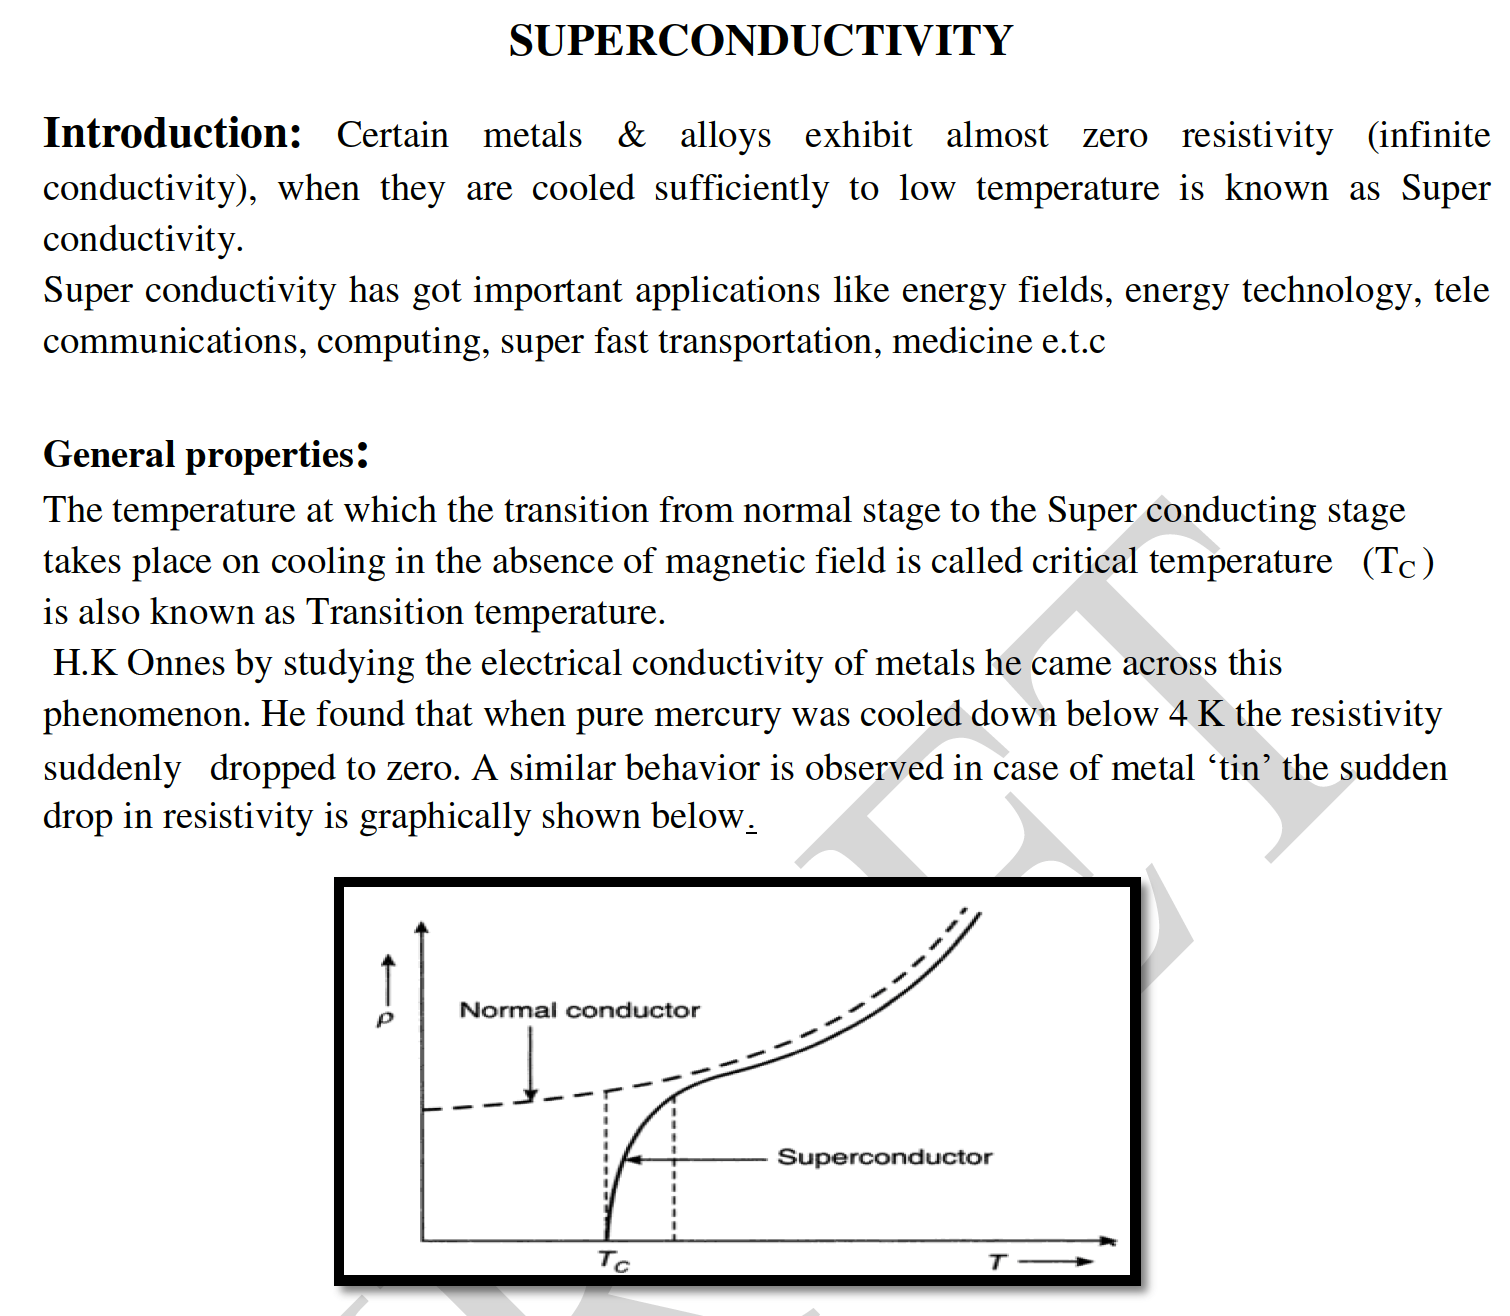 SUPERCONDUCTIVITY
Introduction: Certain metals & alloys exhibit almost zero resistivity (infinite
conductivity), when they are cooled sufficiently to low temperature is known as Super
conductivity.
Super conductivity has got important applications like energy fields, energy technology, tele
communications, computing, super fast transportation, medicine e.t.c
General properties:
The temperature at which the transition from normal stage to the Super conducting stage
takes place on cooling in the absence of magnetic field is called critical temperature (TC)
is also known as Transition temperature.
H.K Onnes by studying the electrical conductivity of metals he came across this
phenomenon. He found that when pure mercury was cooled down below 4 K the resistivity
suddenly dropped to zero. A similar behavior is observed in case of metal ‘tin’ the sudden
drop in resistivity is graphically shown below.
ρ
Normal conductor
Superconductor
TC
T